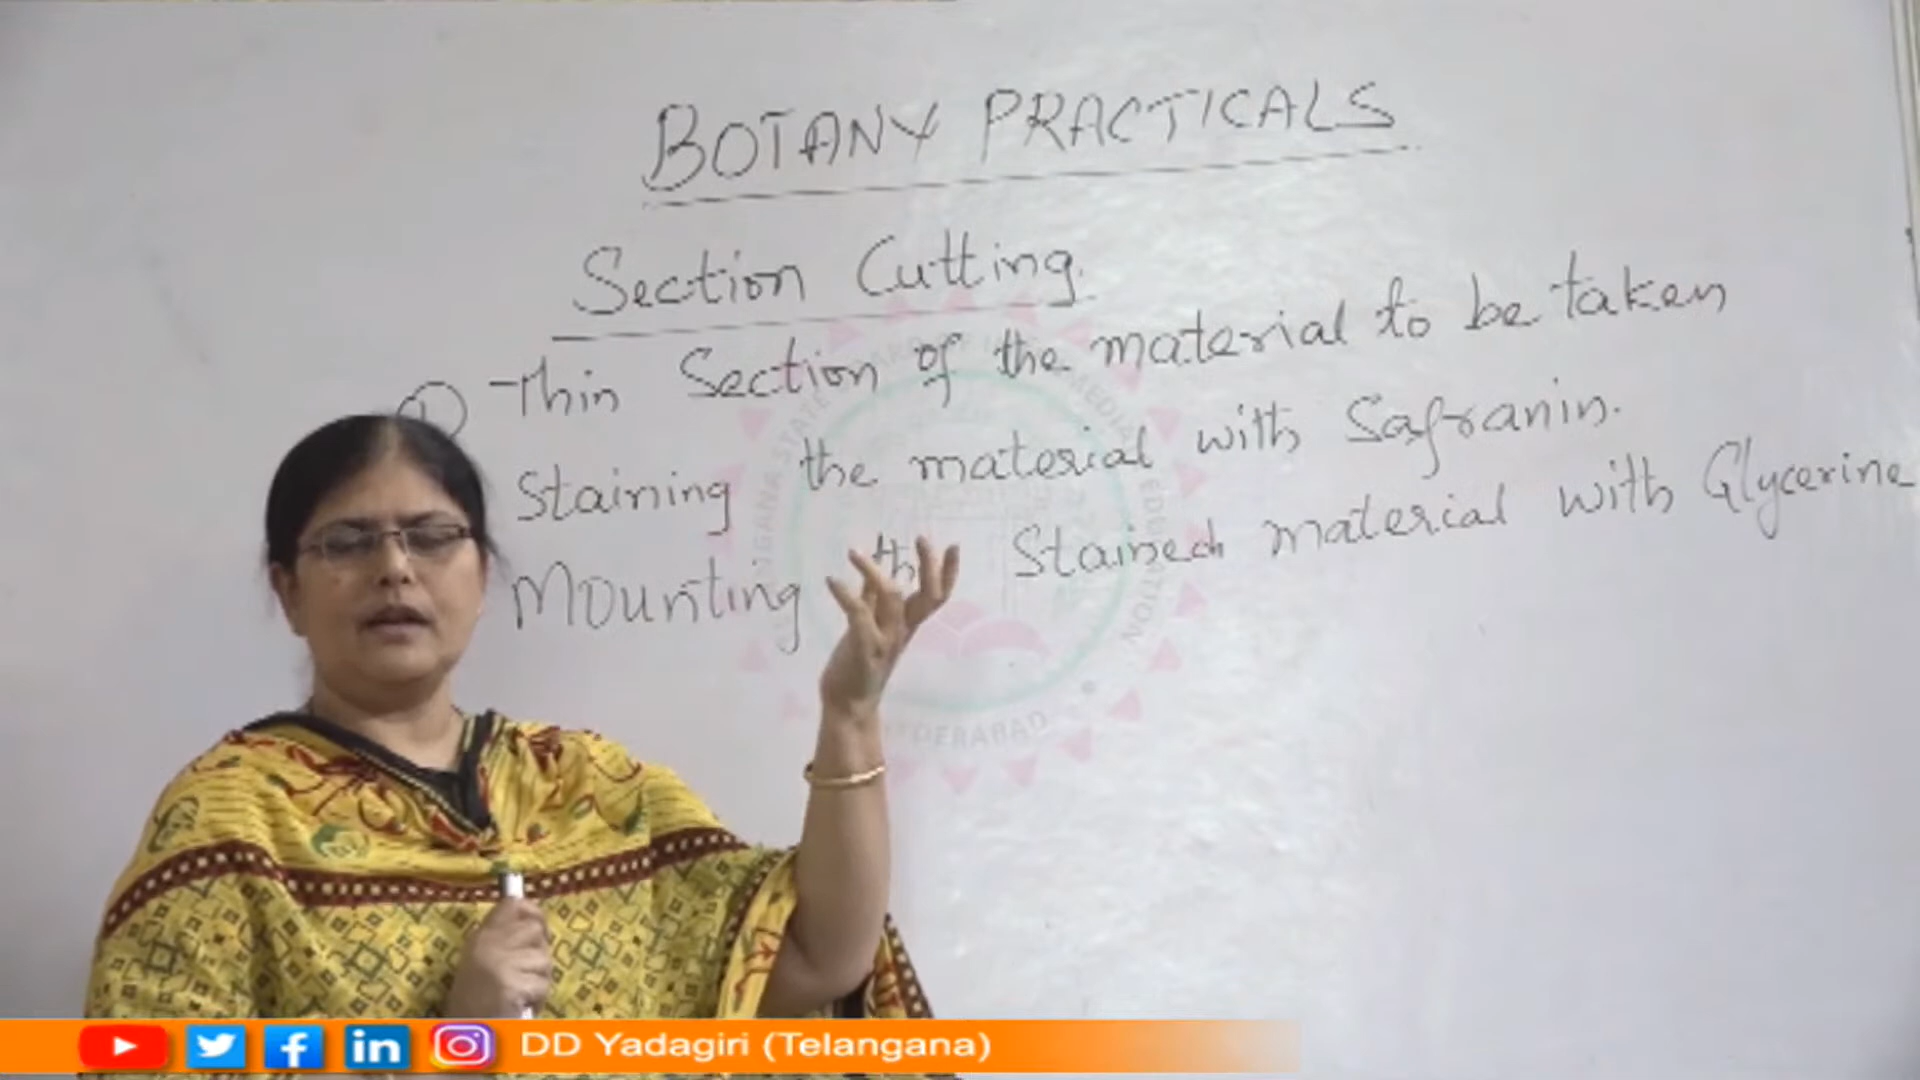 BOTANY PRACTICALS
Section Cutting
① Thin Section of the material to be taken
Staining the material with Safranin.
Mounting Stained material with Glycerine
DD Yadagiri (Telangana)